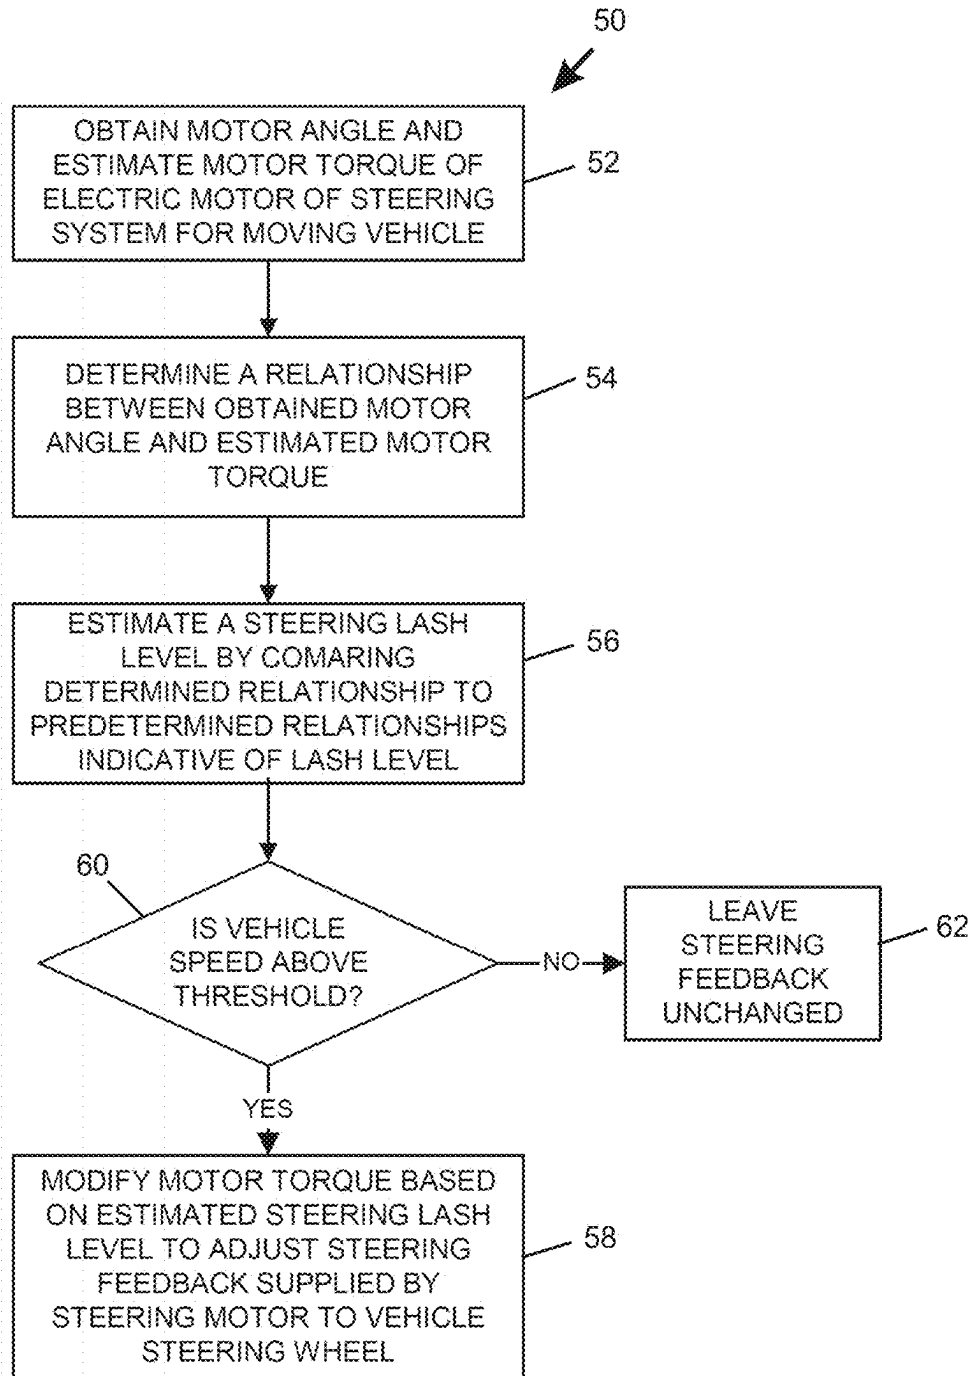 50
OBTAIN MOTOR ANGLE AND
ESTIMATE MOTOR TORQUE OF
ELECTRIC MOTOR OF STEERING
SYSTEM FOR MOVING VEHICLE
52
DETERMINE A RELATIONSHIP
BETWEEN OBTAINED MOTOR
ANGLE AND ESTIMATED MOTOR
TORQUE
54
ESTIMATE A STEERING LASH
LEVEL BY COMARING
DETERMINED RELATIONSHIP TO
PREDETERMINED RELATIONSHIPS
INDICATIVE OF LASH LEVEL
56
60
IS VEHICLE
SPEED ABOVE
THRESHOLD?
NO
LEAVE
STEERING
FEEDBACK
UNCHANGED
62
YES
MODIFY MOTOR TORQUE BASED
ON ESTIMATED STEERING LASH
LEVEL TO ADJUST STEERING
FEEDBACK SUPPLIED BY
STEERING MOTOR TO VEHICLE
STEERING WHEEL
58